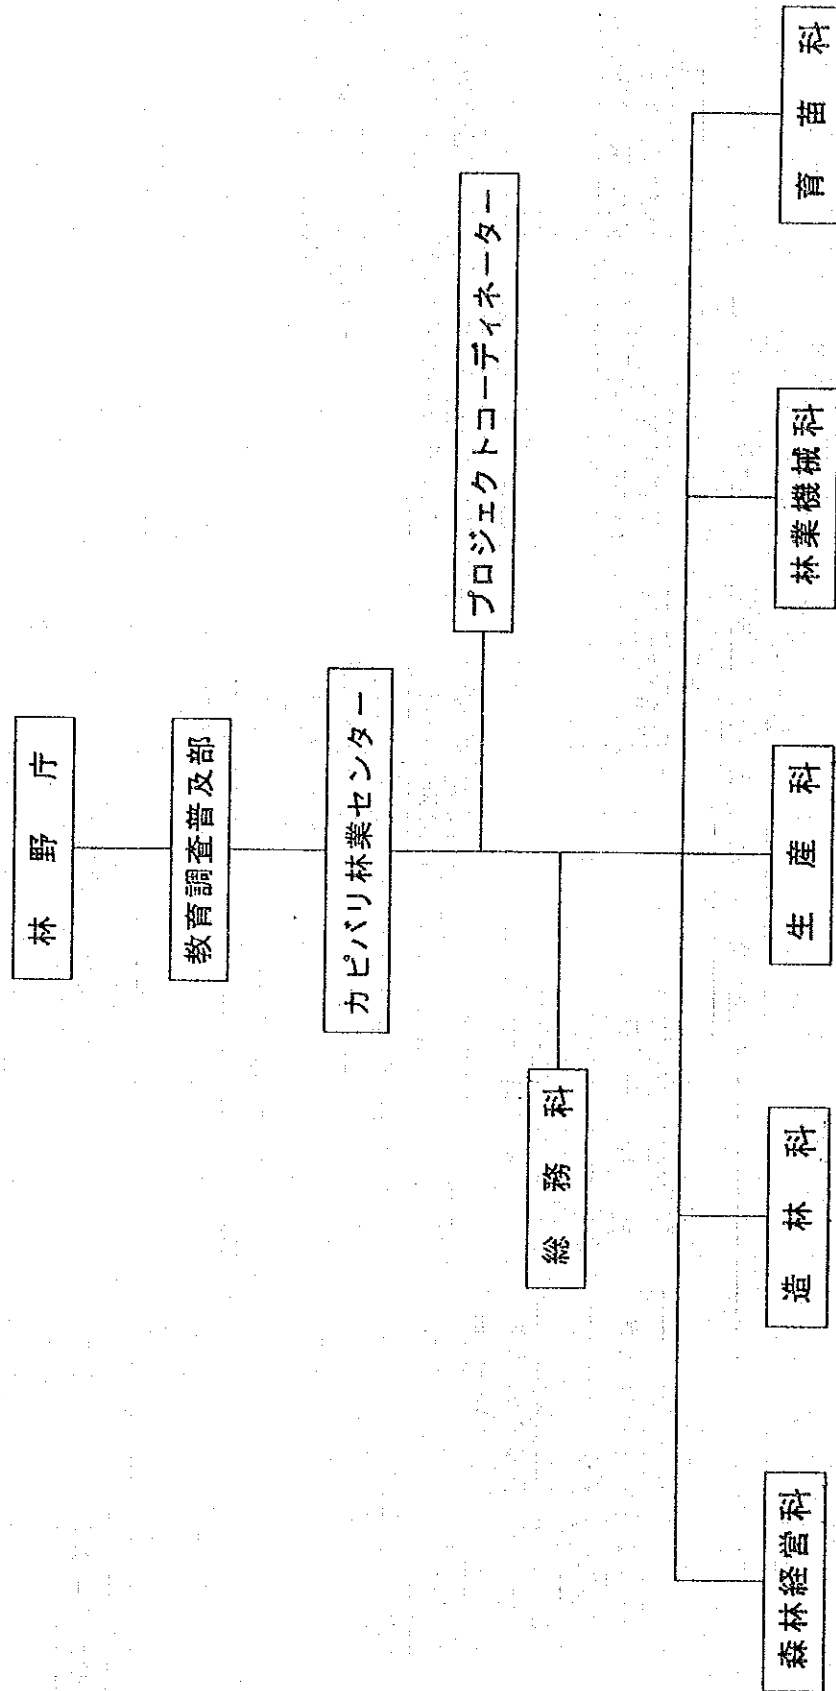 林野庁
教育調査普及部
カピバリ林業センター
プロジェクトコーディネーター
総務科
森林経営科
造林科
生産科
林業機械科
育苗科